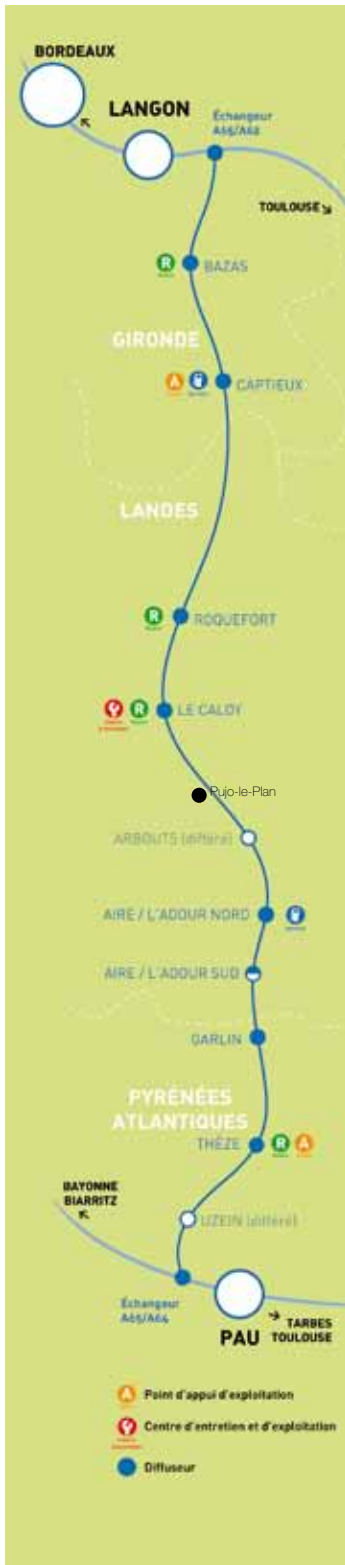 BORDEAUX
LANGON
Échangeur
A65/A62
TOULOUSE
R
BAZAS
GIRONDE
A
CAPTIEUX
LANDES
R
ROQUEFORT
R
LE CALOY
Pujo-le-Plan
ARBOUTS (différé)
AIRE / L'ADOUR NORD
AIRE / L'ADOUR SUD
GARLIN
PYRÉNÉES
ATLANTIQUES
THÈZE
R
A
BAYONNE
BIARRITZ
UZEIN (différé)
Échangeur
A65/A64
PAU
TARBES
TOULOUSE
A
Point d'appui d'exploitation
Centre d'entretien et d'exploitation
Diffuseur